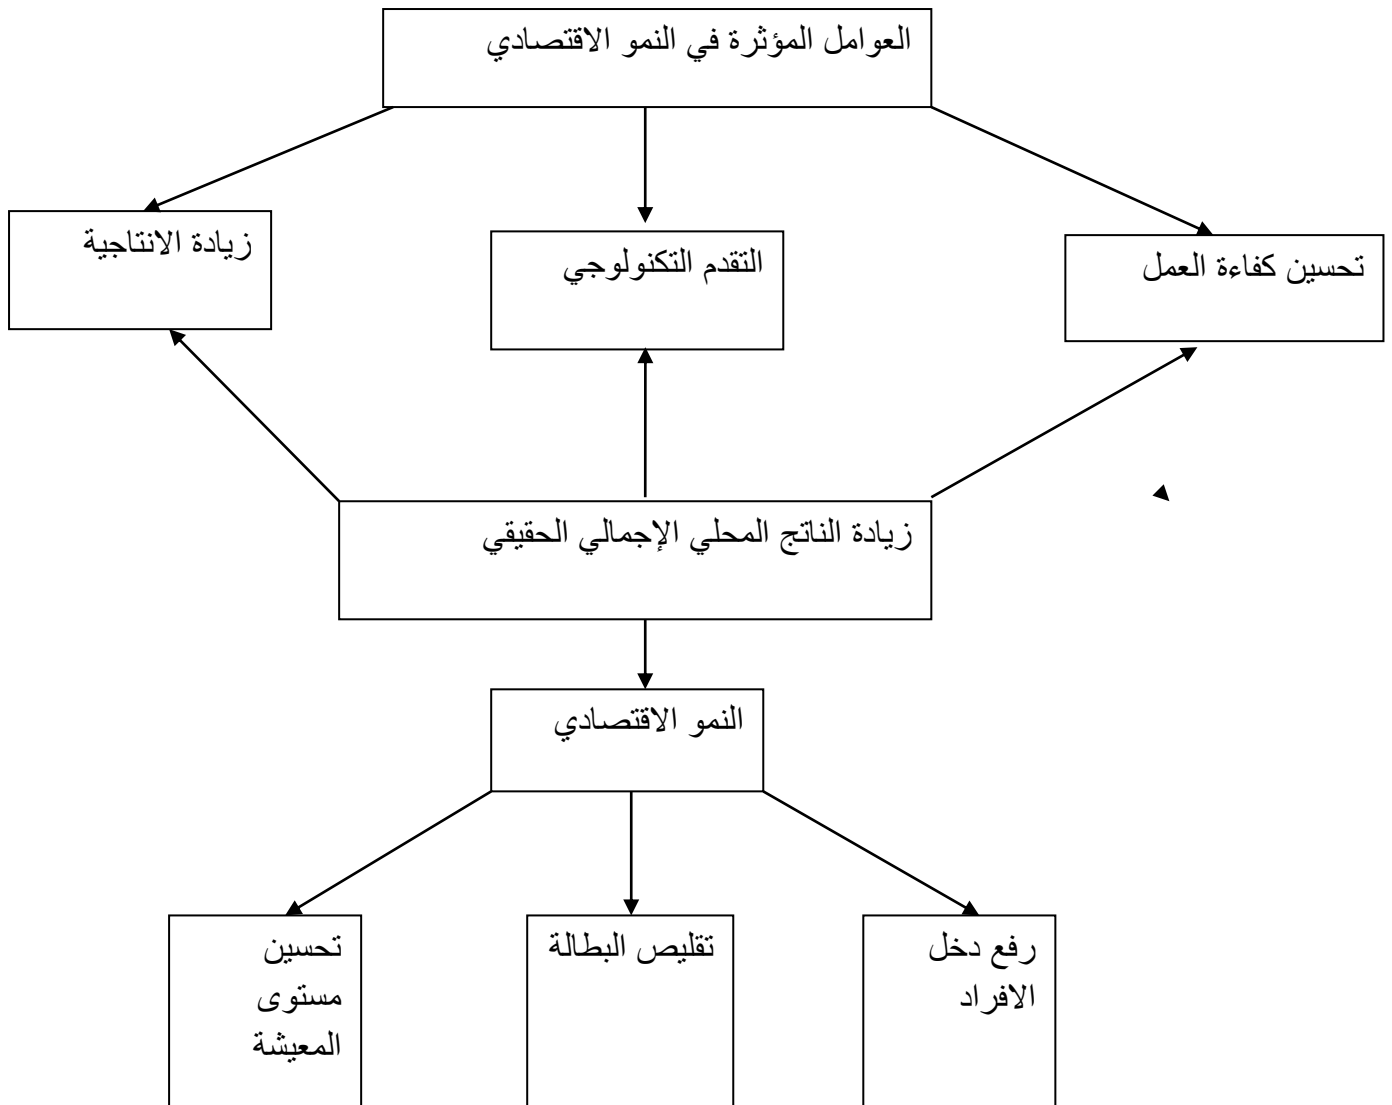 العوامل المؤثرة في النمو الاقتصادي
تحسين كفاءة العمل
التقدم التكنولوجي
زيادة الانتاجية
زيادة الناتج المحلي الإجمالي الحقيقي
النمو الاقتصادي
رفع دخل
الافراد
تقليص البطالة
تحسين
مستوى
المعيشة